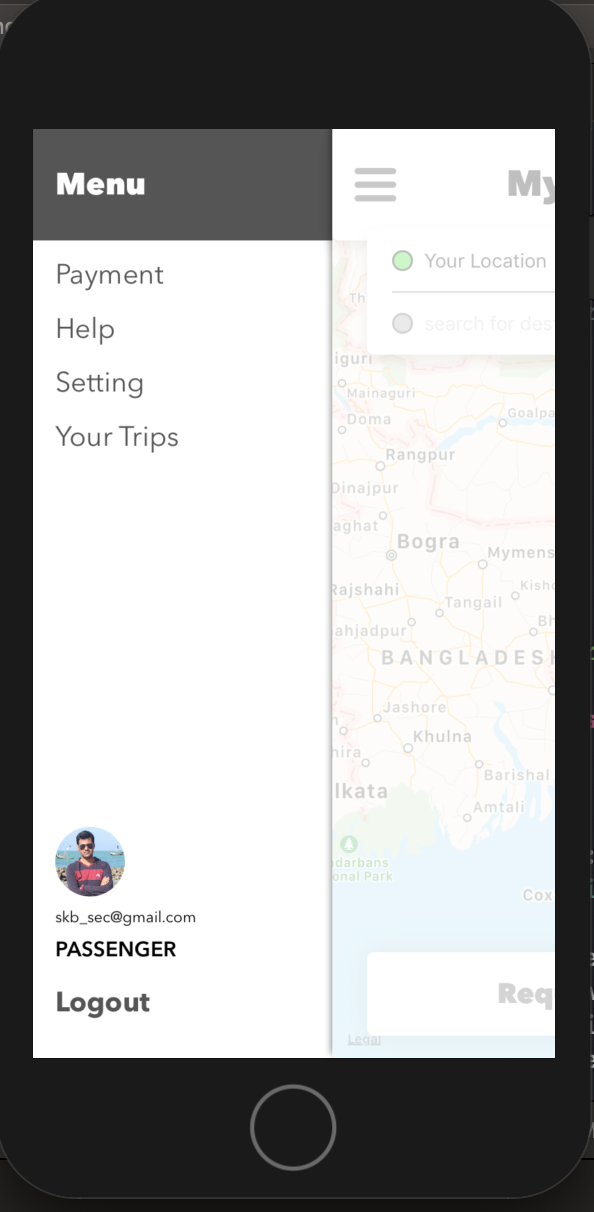 Menu
Payment
Help
Setting
Your Trips
skb_sec@gmail.com
PASSENGER
Logout
My
Your Location
search for des
Th
iguri
Mainaguri
Doma
Goalpa
Rangpur
Dinajpur
aghat
Bogra
Mymens
Rajshahi
Kisho
Tangail
ahjadpur
Bh
BANGLADESH
Jashore
Khulna
hira
Barishal
lkata
Amtali
darbans
onal Park
Cox
Req
Legal